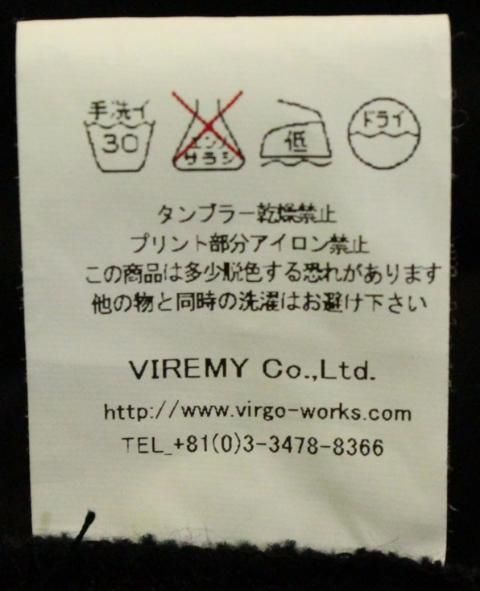 手洗イ
30
エンソ
サラシ
低
ドライ
タンブラー乾燥禁止
プリント部分アイロン禁止
この商品は多少脱色する恐れがあります
他の物と同時の洗濯はお避け下さい
VIREMY Co.,Ltd.
http://www.virgo-works.com
TEL_+81(0)3-3478-8366